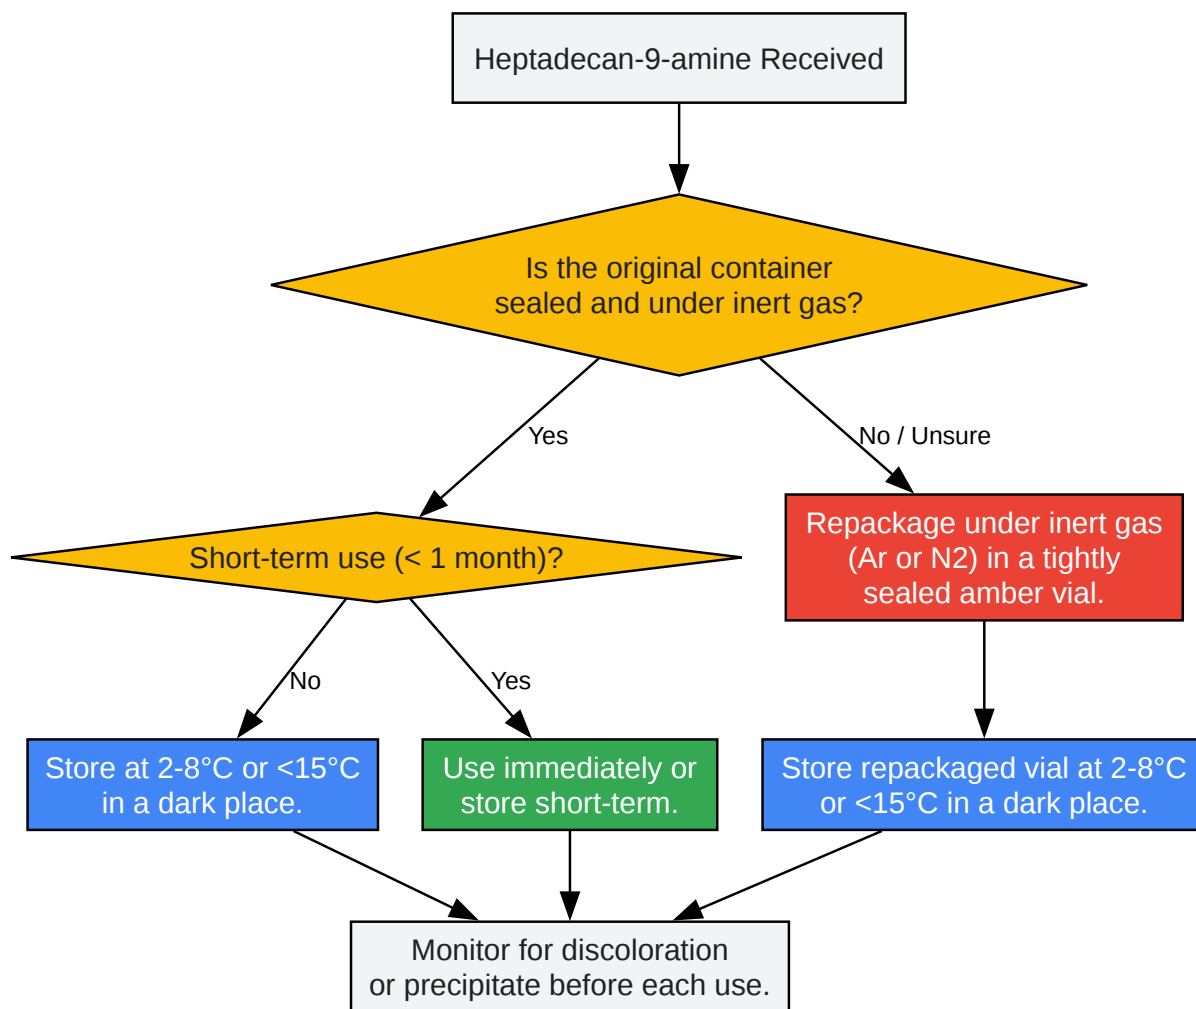 Heptadecan-9-amine Received
Is the original container
sealed and under inert gas?
Yes
No / Unsure
Short-term use (< 1 month)?
Repackage under inert gas
(Ar or N2) in a tightly
sealed amber vial.
No
Yes
Store at 2-8°C or <15°C
in a dark place.
Use immediately or
store short-term.
Store repackaged vial at 2-8°C
or <15°C in a dark place.
Monitor for discoloration
or precipitate before each use.